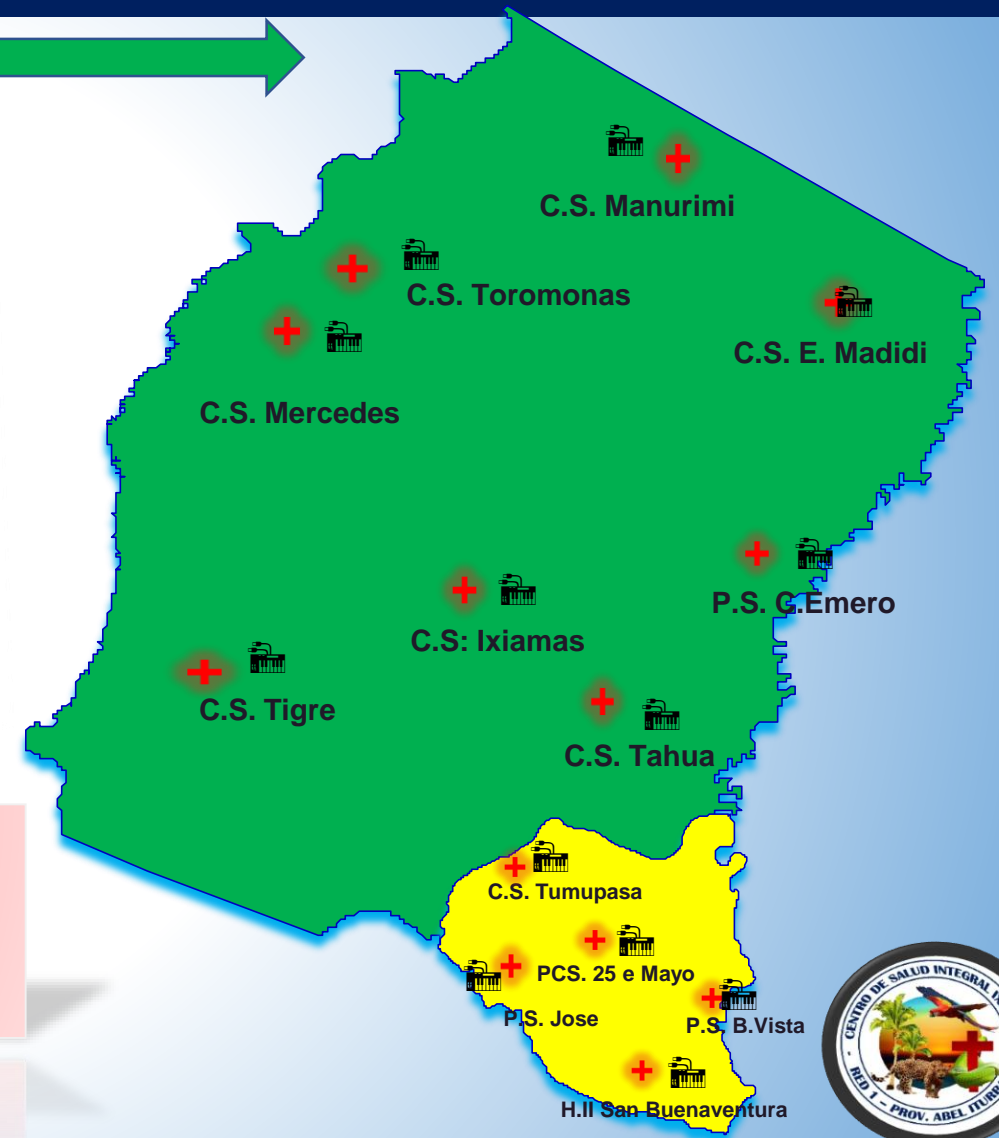 C.S. Manurimi
C.S. Toromonas
C.S. E. Madidi
C.S. Mercedes
P.S. C.Emero
C.S: Ixiamas
C.S. Tigre
C.S. Tahua
C.S. Tumupasa
PCS. 25 e Mayo
P.S. Jose
P.S. B.Vista
H.II San Buenaventura
CENTRO DE SALUD INTEGRAL
RED 1 - PROV. ABEL